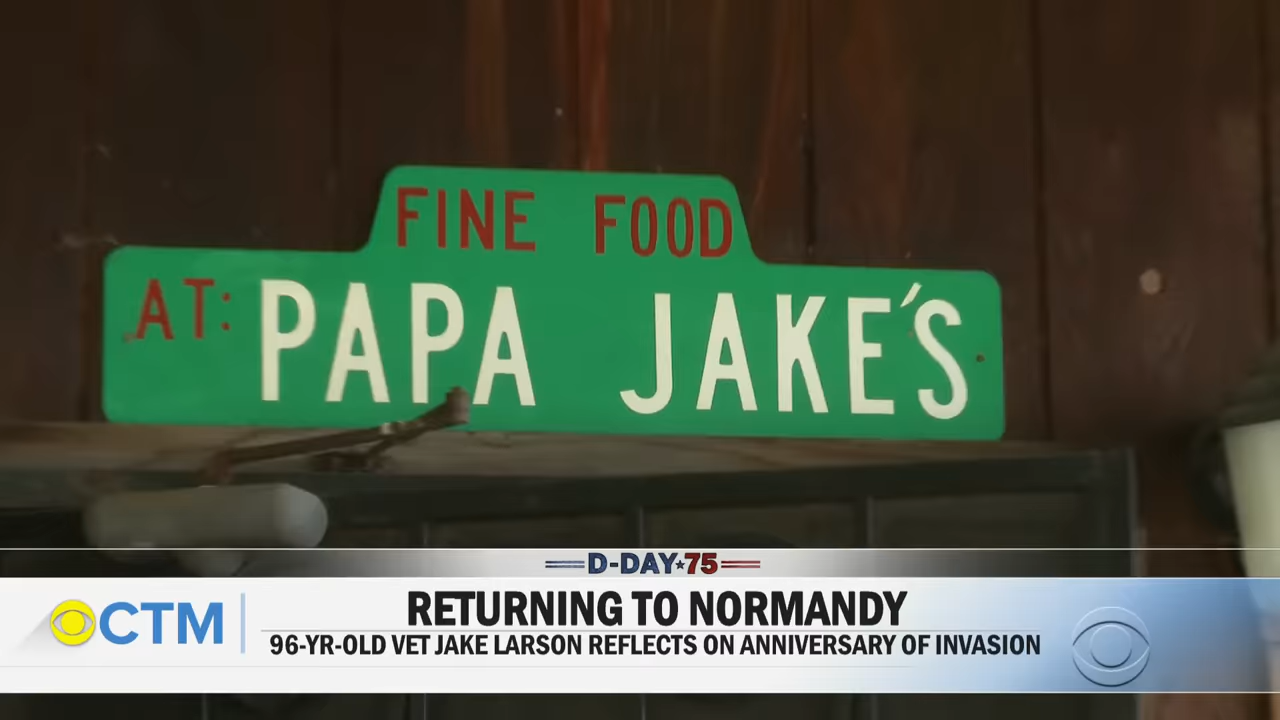 FINE FOOD
AT: PAPA JAKE'S
D-DAY★75
CTM
RETURNING TO NORMANDY
96-YR-OLD VET JAKE LARSON REFLECTS ON ANNIVERSARY OF INVASION